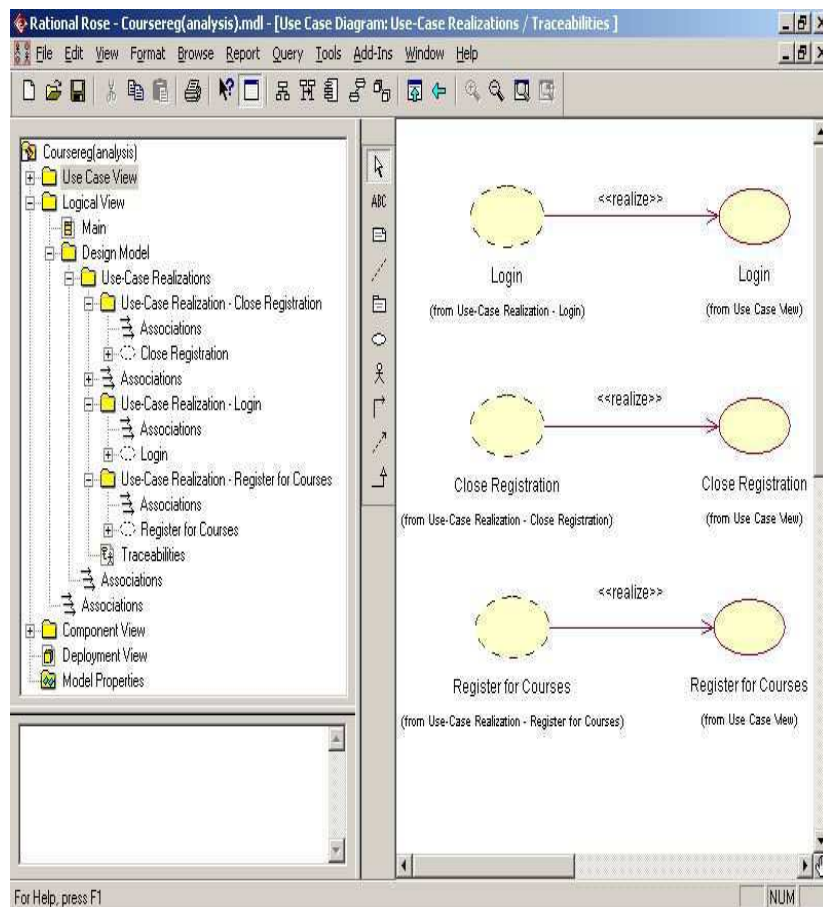 Rational Rose - Coursereg(analysis).mdl - [Use Case Diagram: Use-Case Realizations / Traceabilities ]
File Edit View Format Browse Report Query Tools Add-Ins Window Help
Coursereg(analysis)
Use Case View
Logical View
Main
Design Model
Use-Case Realizations
Use-Case Realization - Close Registration
Associations
Close Registration
Associations
Use-Case Realization - Login
Associations
Login
Use-Case Realization - Register for Courses
Associations
Register for Courses
Traceabilities
Associations
Associations
Component View
Deployment View
Model Properties
ABC
<<realize>>
Login
(from Use-Case Realization - Login)
Login
(from Use Case View)
<<realize>>
Close Registration
(from Use-Case Realization - Close Registration)
Close Registration
(from Use Case View)
<<realize>>
Register for Courses
(from Use-Case Realization - Register for Courses)
Register for Courses
(from Use Case View)
For Help, press F1
NUM